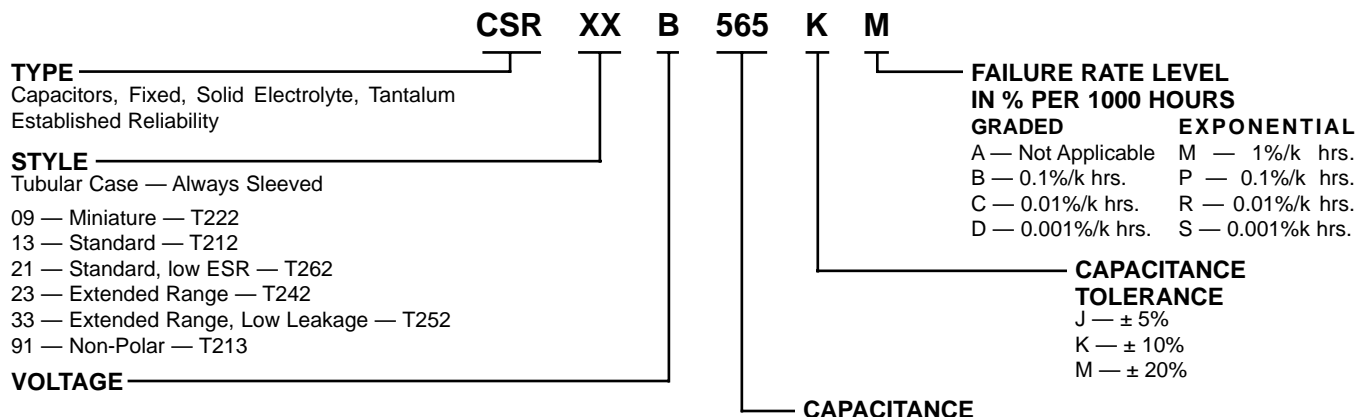 CSR XX B 565 K M
TYPE
Capacitors, Fixed, Solid Electrolyte, Tantalum
Established Reliability
STYLE
Tubular Case — Always Sleeved
09 — Miniature — T222
13 — Standard — T212
21 — Standard, low ESR — T262
23 — Extended Range — T242
33 — Extended Range, Low Leakage — T252
91 — Non-Polar — T213
VOLTAGE
FAILURE RATE LEVEL
IN % PER 1000 HOURS
GRADED EXPONENTIAL
A — Not Applicable M — 1%/k hrs.
B — 0.1%/k hrs. P — 0.1%/k hrs.
C — 0.01%/k hrs. R — 0.01%/k hrs.
D — 0.001%/k hrs. S — 0.001%k hrs.
CAPACITANCE
TOLERANCE
J — ± 5%
K — ± 10%
M — ± 20%
CAPACITANCE